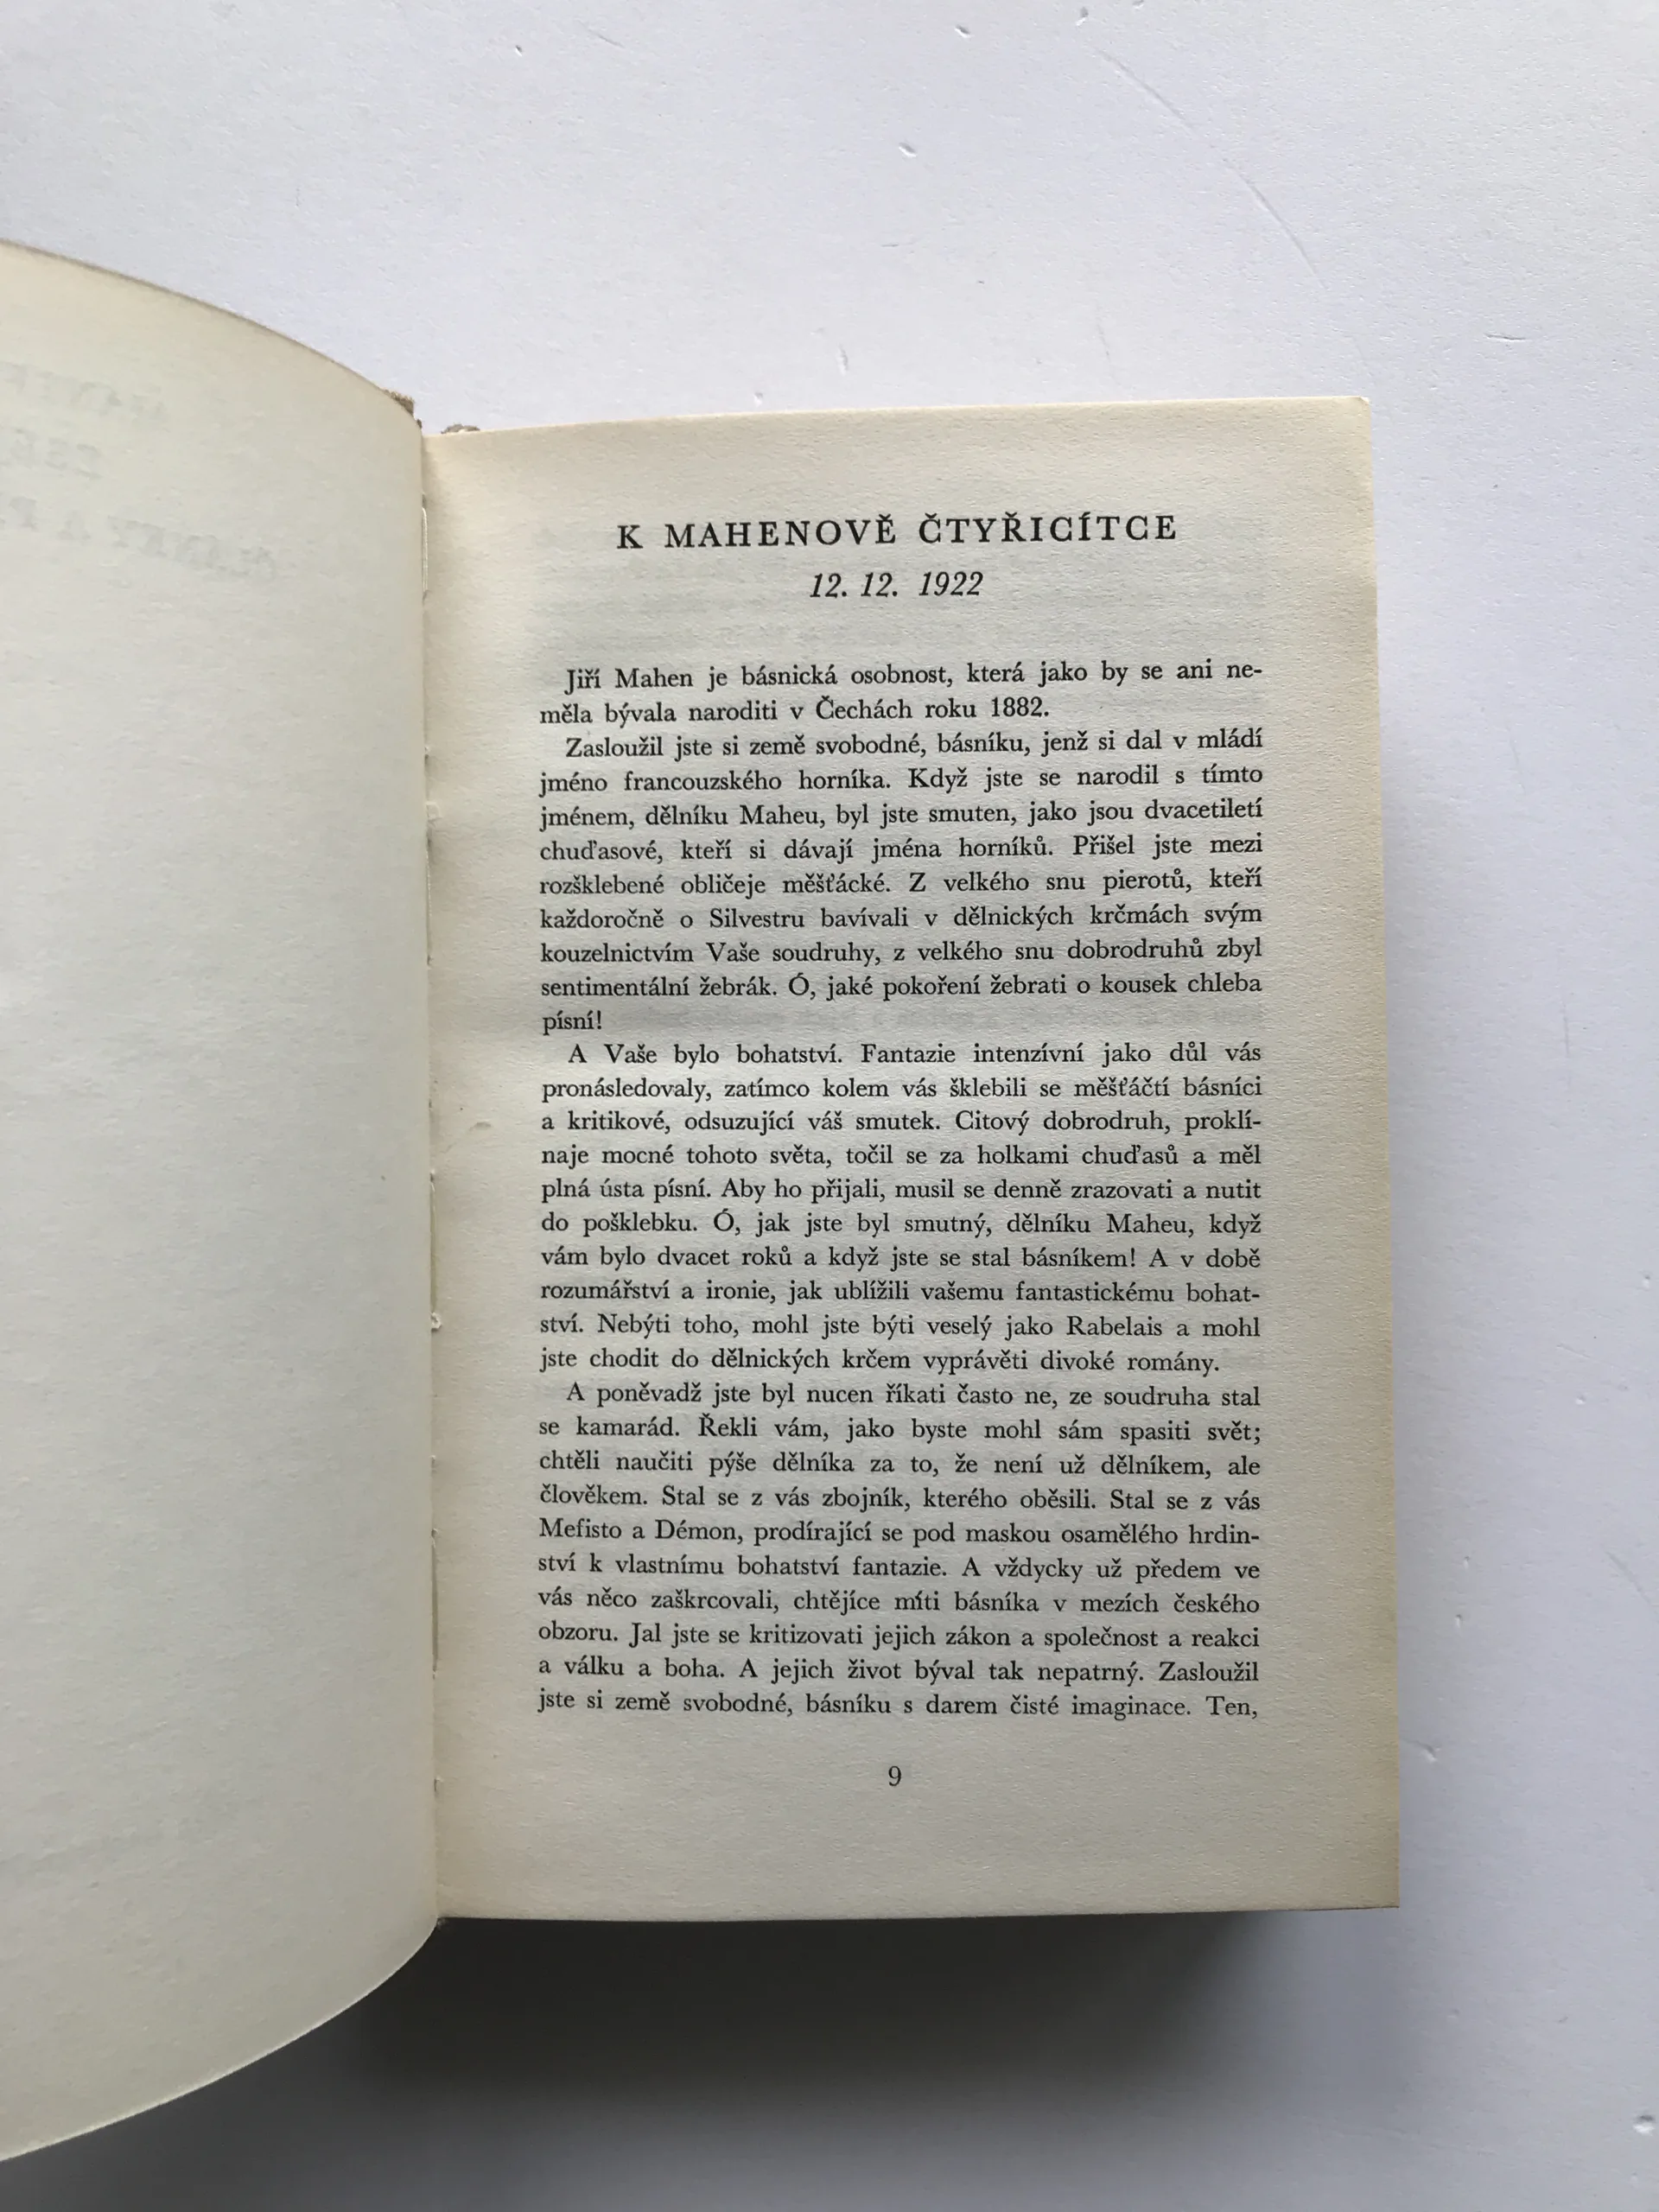 K MAHENOVĚ ČTYŘICÍTCE
12. 12. 1922
Jiří Mahen je básnická osobnost, která jako by se ani ne-
měla bývala naroditi v Čechách roku 1882.
Zasloužil jste si země svobodné, básníku, jenž si dal v mládí
jméno francouzského horníka. Když jste se narodil s tímto
jménem, dělníku Maheu, byl jste smuten, jako jsou dvacetiletí
chuďasové, kteří si dávají jména horníků. Přišel jste mezi
rozšklebené obličeje měšťácké. Z velkého snu pierotů, kteří
každoročně o Silvestru bavívali v dělnických krčmách svým
kouzelnictvím Vaše soudruhy, z velkého snu dobrodruhů zbyl
sentimentální žebrák. Ó, jaké pokoření žebrati o kousek chleba
písní!
A Vaše bylo bohatství. Fantazie intenzívní jako důl vás
pronásledovaly, zatímco kolem vás šklebili se měšťáčtí básníci
a kritikové, odsuzující váš smutek. Citový dobrodruh, proklí-
naje mocné tohoto světa, točil se za holkami chuďasů a měl
plná ústa písní. Aby ho přijali, musil se denně zrazovati a nutit
do pošklebku. Ó, jak jste byl smutný, dělníku Maheu, když
vám bylo dvacet roků a když jste se stal básníkem! A v době
rozumářství a ironie, jak ublížili vašemu fantastickému bohat-
ství. Nebýti toho, mohl jste býti veselý jako Rabelais a mohl
jste chodit do dělnických krčem vyprávěti divoké romány.
A poněvadž jste byl nucen říkati často ne, ze soudruha stal
se kamarád. Řekli vám, jako byste mohl sám spasiti svět;
chtěli naučiti pýše dělníka za to, že není už dělníkem, ale
člověkem. Stal se z vás zbojník, kterého oběsili. Stal se z vás
Mefisto a Démon, prodírající se pod maskou osamělého hrdin-
ství k vlastnímu bohatství fantazie. A vždycky už předem ve
vás něco zaškrcovali, chtějíce míti básníka v mezích českého
obzoru. Jal jste se kritizovati jejich zákon a společnost a reakci
a válku a boha. A jejich život býval tak nepatrný. Zasloužil
jste si země svobodné, básníku s darem čisté imaginace. Ten,
9